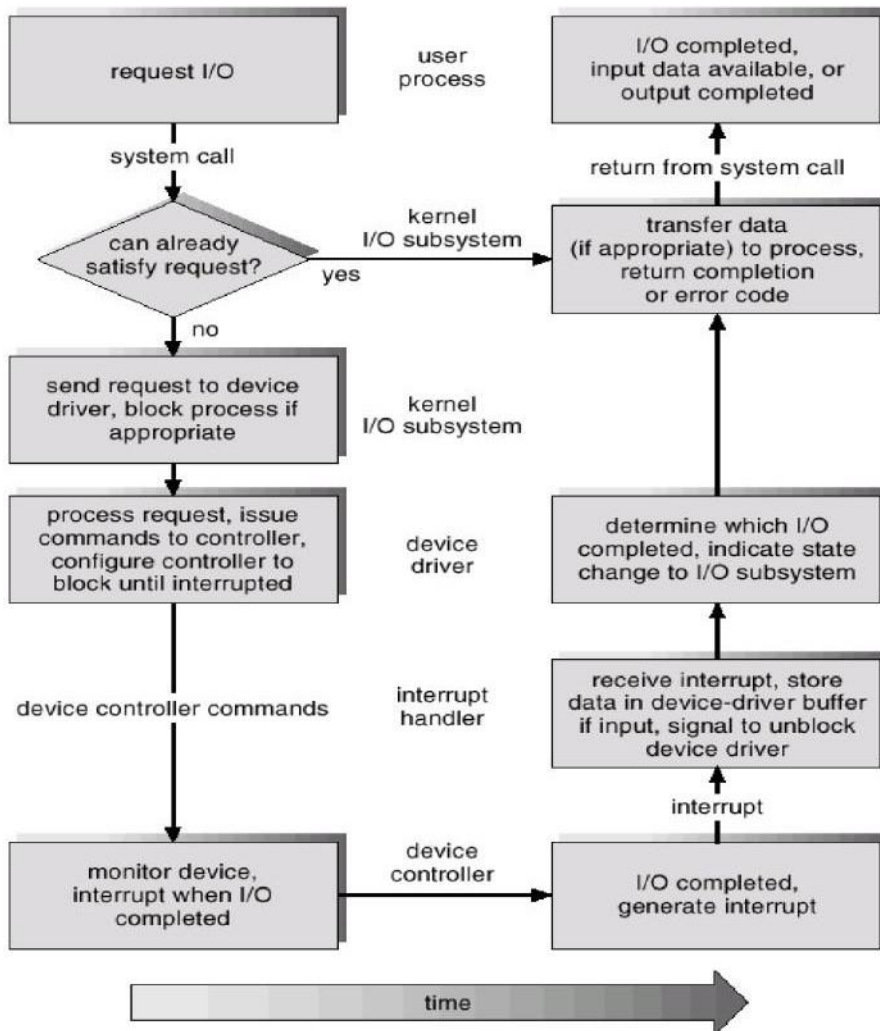 request I/O
user
process
I/O completed,
input data available, or
output completed
system call
return from system call
can already
satisfy request?
kernel
I/O subsystem
transfer data
(if appropriate) to process,
return completion
or error code
yes
no
send request to device
driver, block process if
appropriate
kernel
I/O subsystem
process request, issue
commands to controller,
configure controller to
block until interrupted
device
driver
determine which I/O
completed, indicate state
change to I/O subsystem
device controller commands
interrupt
handler
receive interrupt, store
data in device-driver buffer
if input, signal to unblock
device driver
interrupt
monitor device,
interrupt when I/O
completed
device
controller
I/O completed,
generate interrupt
time